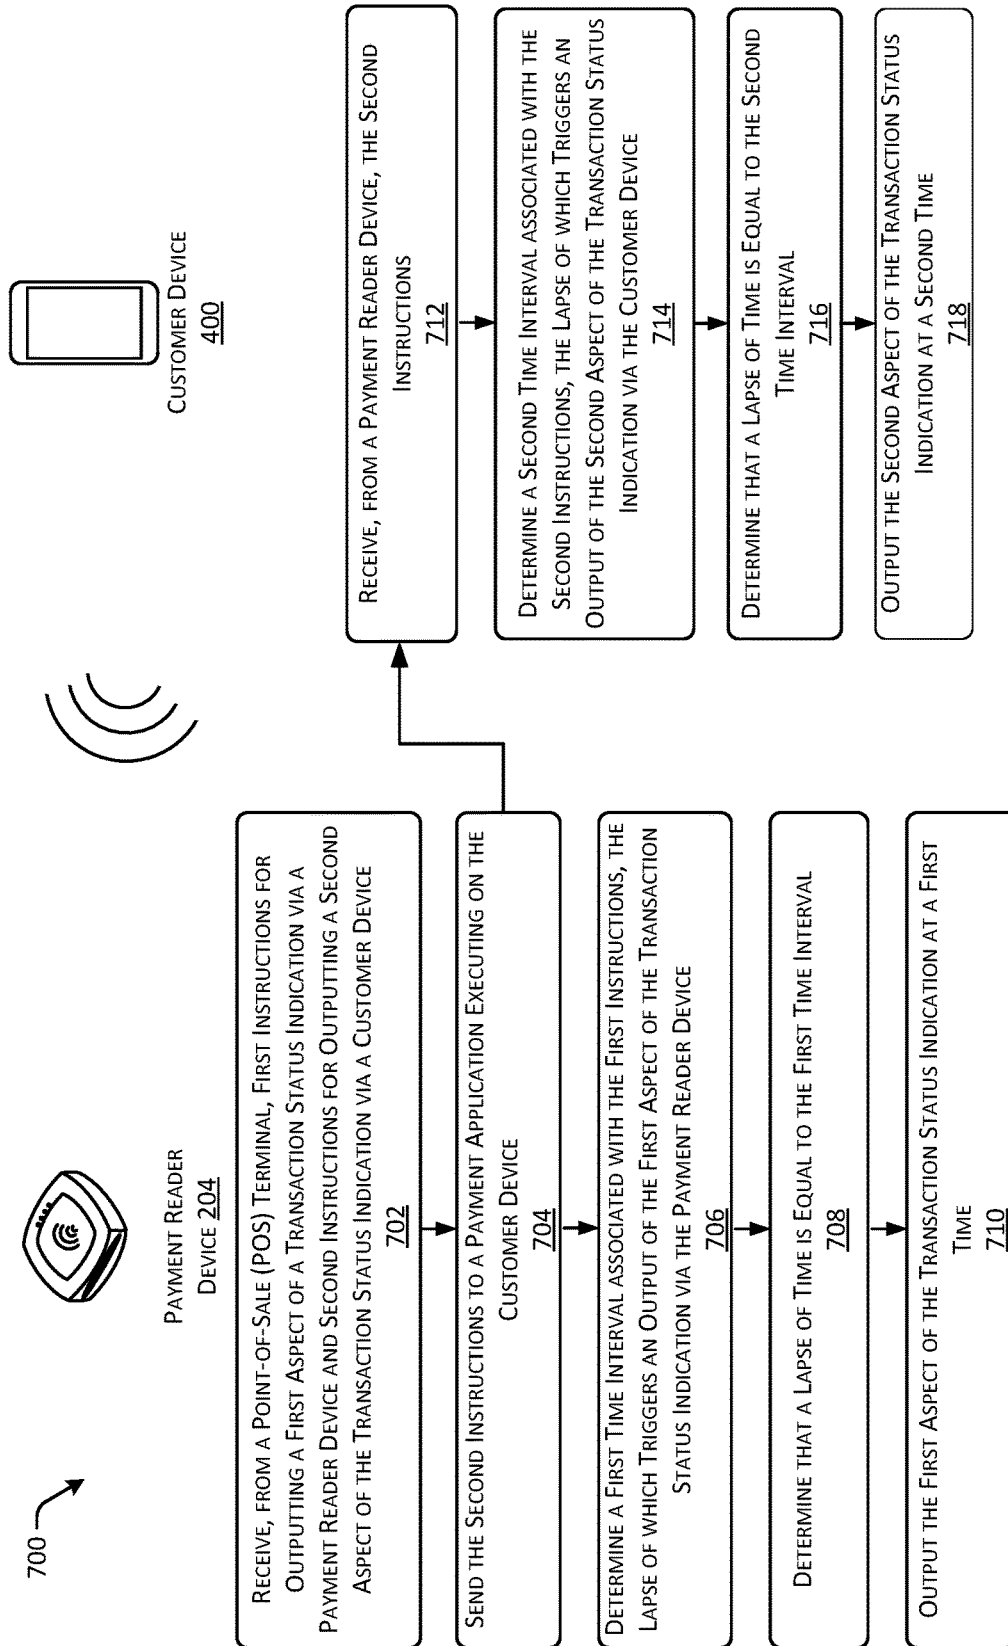 700
PAYMENT READER
DEVICE 204
CUSTOMER DEVICE
400
RECEIVE, FROM A POINT-OF-SALE (POS) TERMINAL, FIRST INSTRUCTIONS FOR
OUTPUTTING A FIRST ASPECT OF A TRANSACTION STATUS INDICATION VIA A
PAYMENT READER DEVICE AND SECOND INSTRUCTIONS FOR OUTPUTTING A SECOND
ASPECT OF THE TRANSACTION STATUS INDICATION VIA A CUSTOMER DEVICE
702
SEND THE SECOND INSTRUCTIONS TO A PAYMENT APPLICATION EXECUTING ON THE
CUSTOMER DEVICE
704
DETERMINE A FIRST TIME INTERVAL ASSOCIATED WITH THE FIRST INSTRUCTIONS, THE
LAPSE OF WHICH TRIGGERS AN OUTPUT OF THE FIRST ASPECT OF THE TRANSACTION
STATUS INDICATION VIA THE PAYMENT READER DEVICE
706
DETERMINE THAT A LAPSE OF TIME IS EQUAL TO THE FIRST TIME INTERVAL
708
OUTPUT THE FIRST ASPECT OF THE TRANSACTION STATUS INDICATION AT A FIRST
TIME
710
RECEIVE, FROM A PAYMENT READER DEVICE, THE SECOND
INSTRUCTIONS
712
DETERMINE A SECOND TIME INTERVAL ASSOCIATED WITH THE
SECOND INSTRUCTIONS, THE LAPSE OF WHICH TRIGGERS AN
OUTPUT OF THE SECOND ASPECT OF THE TRANSACTION STATUS
INDICATION VIA THE CUSTOMER DEVICE
714
DETERMINE THAT A LAPSE OF TIME IS EQUAL TO THE SECOND
TIME INTERVAL
716
OUTPUT THE SECOND ASPECT OF THE TRANSACTION STATUS
INDICATION AT A SECOND TIME
718